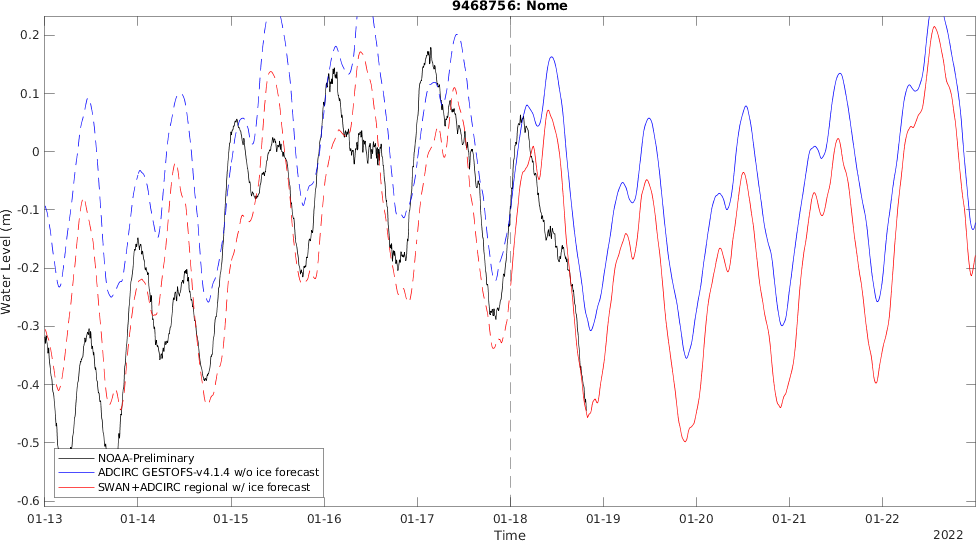 9468756: Nome
0.2
0.1
0
-0.1
-0.2
-0.3
-0.4
-0.5
-0.6
Water Level (m)
NOAA-Preliminary
ADCIRC GESTOFS-v4.1.4 w/o ice forecast
SWAN+ADCIRC regional w/ ice forecast
01-13 01-14 01-15 01-16 01-17 01-18 01-19 01-20 01-21 01-22
Time
2022